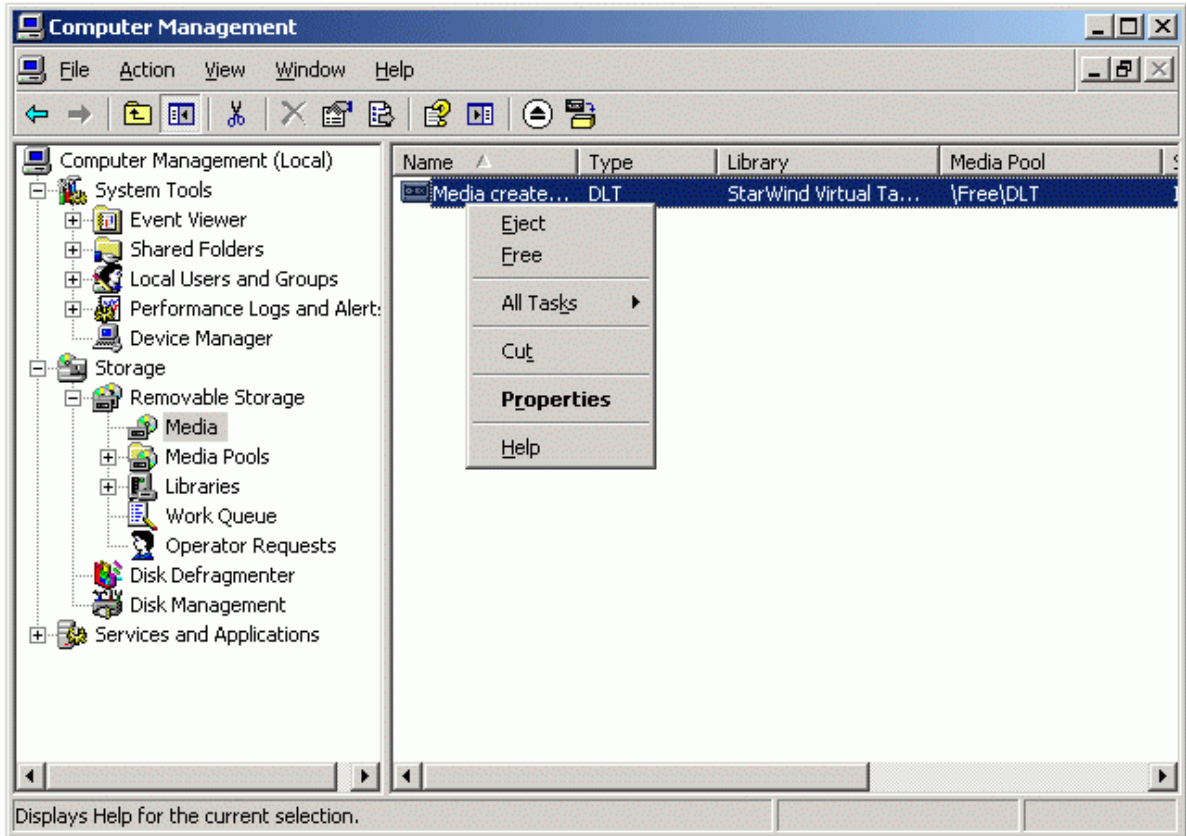 Computer Management
File Action View Window Help
Computer Management (Local)
System Tools
Event Viewer
Shared Folders
Local Users and Groups
Performance Logs and Alert
Device Manager
Storage
Removable Storage
Media
Media Pools
Libraries
Work Queue
Operator Requests
Disk Defragmenter
Disk Management
Services and Applications
Name Type Library Media Pool
Media create... DLT StarWind Virtual Ta... \Free\DLT
Eject
Free
All Tasks
Cut
Properties
Help
Displays Help for the current selection.